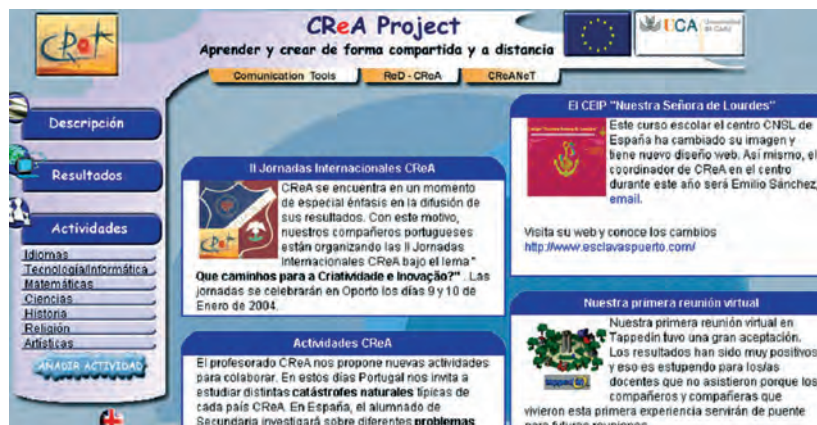 CReA
CReA Project
Aprender y crear de forma compartida y a distancia
UCA
Universidad
de Cádiz
Comunication Tools
ReD - CReA
CReANeT
Descripción
Resultados
Actividades
Idiomas
Tecnología/Informática
Matemáticas
Ciencias
Historia
Religión
Artísticas
AÑADIR ACTIVIDAD
II Jornadas Internacionales CReA
CReA
CReA se encuentra en un momento
de especial énfasis en la difusión de
sus resultados. Con este motivo,
nuestros compañeros portugueses
están organizando las II Jornadas
Internacionales CReA bajo el lema "
Que caminhos para a Criatividade e Inovação?" . Las
jornadas se celebrarán en Oporto los días 9 y 10 de
Enero de 2004.
Actividades CReA
El profesorado CReA nos propone nuevas actividades
para colaborar. En estos días Portugal nos invita a
estudiar distintas catástrofes naturales típicas de
cada país CReA. En España, el alumnado de
Secundaria investigará sobre diferentes problemas
El CEIP "Nuestra Señora de Lourdes"
Este curso escolar el centro CNSL de
España ha cambiado su imagen y
tiene nuevo diseño web. Así mismo, el
coordinador de CReA en el centro
durante este año será Emilio Sánchez,
email.
Visita su web y conoce los cambios
http://www.esclavaspuerto.com/
Nuestra primera reunión virtual
Nuestra primera reunión virtual en
Tappedin tuvo una gran aceptación.
Los resultados han sido muy positivos
y eso es estupendo para los/as
docentes que no asistieron porque los
compañeros y compañeras que
vivieron esta primera experiencia servirán de puente
para futuras reuniones